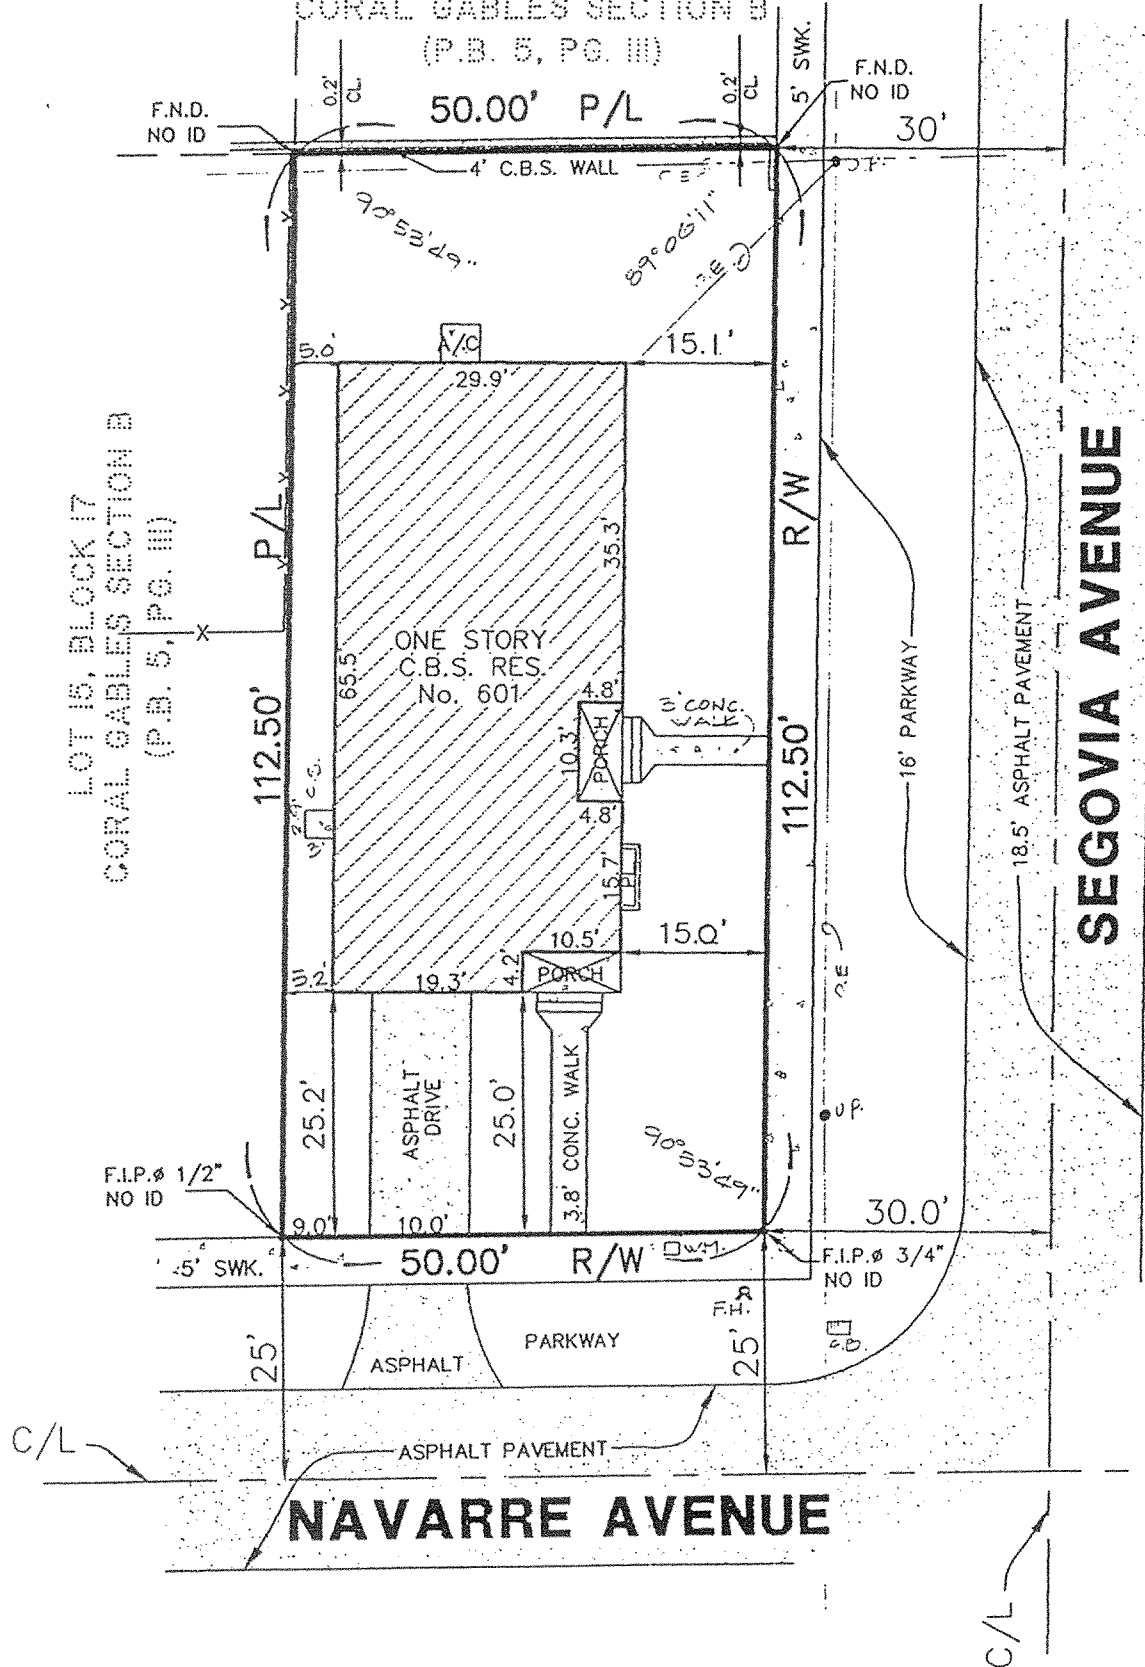 CORAL GABLES SECTION B
(P.B. 5, PG. 111)
0.2'
CL.
50.00' P/L
0.2'
CL.
5' SWK.
F.N.D.
NO ID
F.N.D.
NO ID
30'
4' C.B.S. WALL
90°53'49"
89°06'11"
5.0'
A/C
29.9'
15.1'
LOT 15, BLOCK 17
CORAL GABLES SECTION B
(P.B. 5, PG. 111)
X
P/L
112.50'
65.5
ONE STORY
C.B.S. RES.
No. 601
35.3'
4.8'
10.3'
PORCH
4.8'
3' CONC.
WALK
R/W
112.50'
16' PARKWAY
18.5' ASPHALT PAVEMENT
SEGOVIA AVENUE
15.7'
PL
10.5'
15.0'
4.2'
PORCH
5.2'
19.3'
25.2'
ASPHALT
DRIVE
25.0'
3.8' CONC. WALK
90°53'49"
U.P.
F.I.P.ø 1/2"
NO ID
9.0'
10.0'
30.0'
5' SWK.
50.00' R/W
W.M.
F.I.P.ø 3/4"
NO ID
F.H.
25'
25'
ASPHALT
PARKWAY
C/L
ASPHALT PAVEMENT
NAVARRE AVENUE
C/L